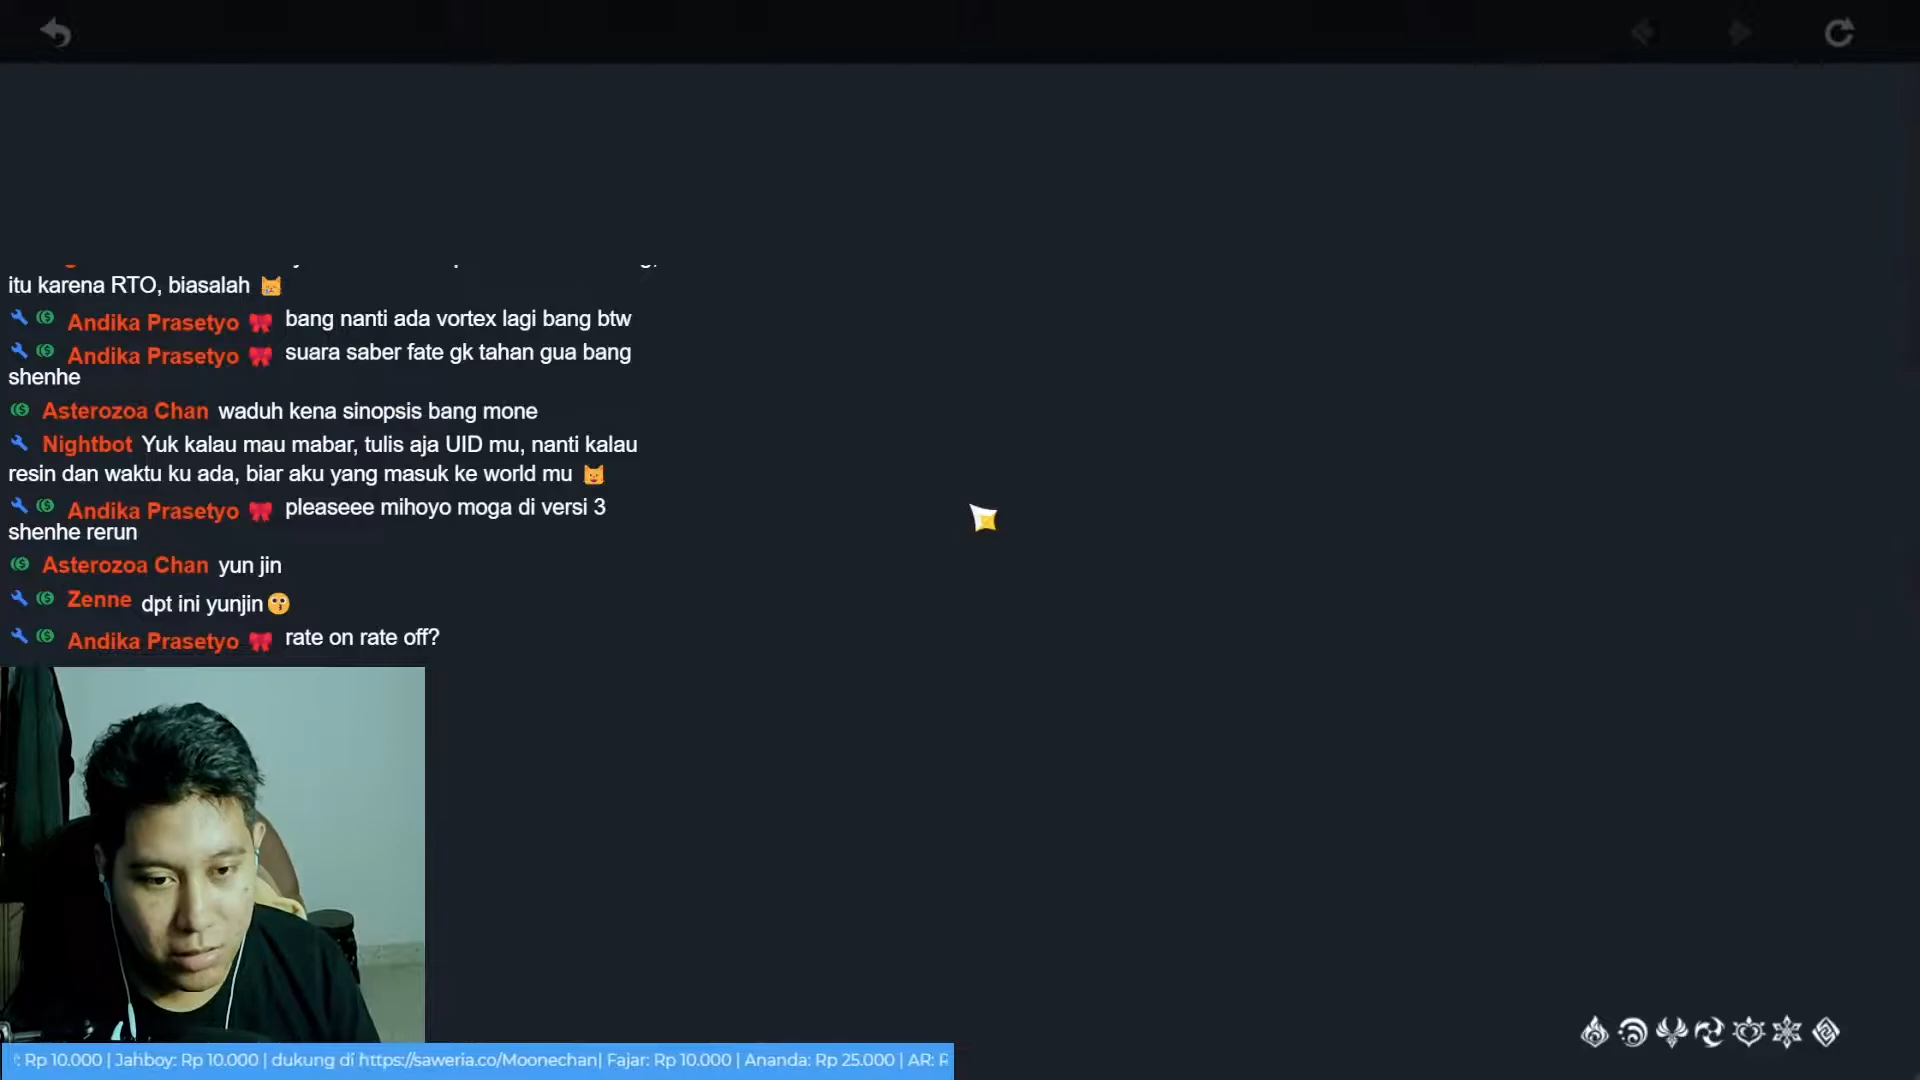 itu karena RTO, biasalah
Andika Prasetyo bang nanti ada vortex lagi bang btw
Andika Prasetyo suara saber fate gk tahan gua bang
shenhe
Asterozoa Chan waduh kena sinopsis bang mone
Nightbot Yuk kalau mau mabar, tulis aja UID mu, nanti kalau
resin dan waktu ku ada, biar aku yang masuk ke world mu
Andika Prasetyo pleaseee mihoyo moga di versi 3
shenhe rerun
Asterozoa Chan yun jin
Zenne dpt ini yunjin
Andika Prasetyo rate on rate off?
: Rp 10.000 | Jahboy: Rp 10.000 | dukung di https://saweria.co/Moonechan| Fajar: Rp 10.000 | Ananda: Rp 25.000 | AR: